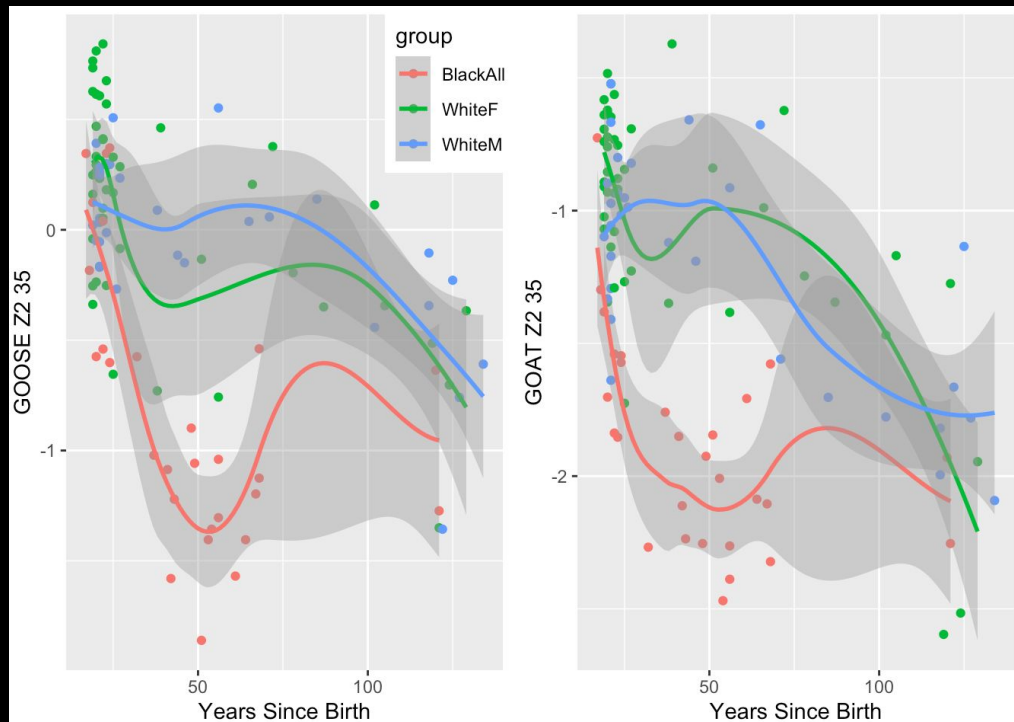 group
BlackAll
WhiteF
WhiteM
GOOSE Z2 35
0
-1
50
100
Years Since Birth
GOAT Z2 35
-1
-2
50
100
Years Since Birth